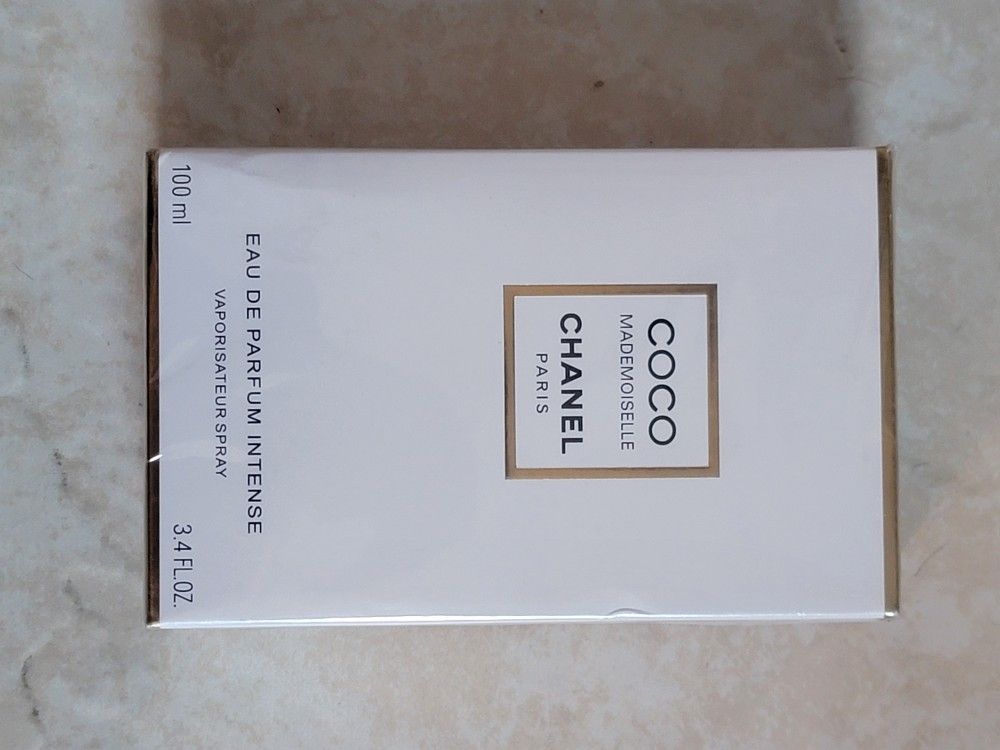 COCO
MADEMOISELLE
CHANEL
PARIS
EAU DE PARFUM INTENSE
VAPORISATEUR SPRAY
100 ml 3.4 FL.OZ.